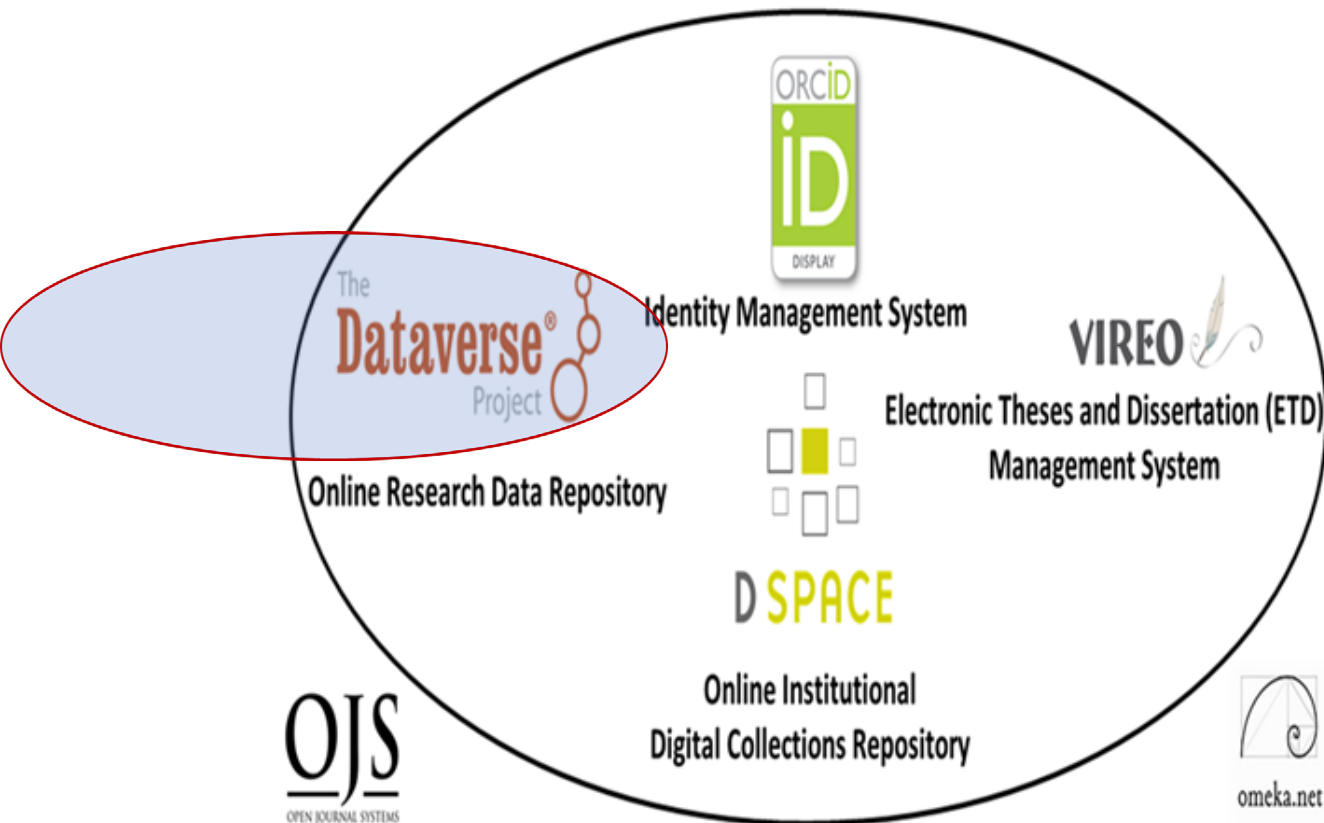 ORCiD
iD
DISPLAY
Identity Management System
The
Dataverse®
Project
Online Research Data Repository
VIREO
Electronic Theses and Dissertation (ETD)
Management System
D SPACE
Online Institutional
Digital Collections Repository
OJS
OPEN JOURNAL SYSTEMS
omeka.net